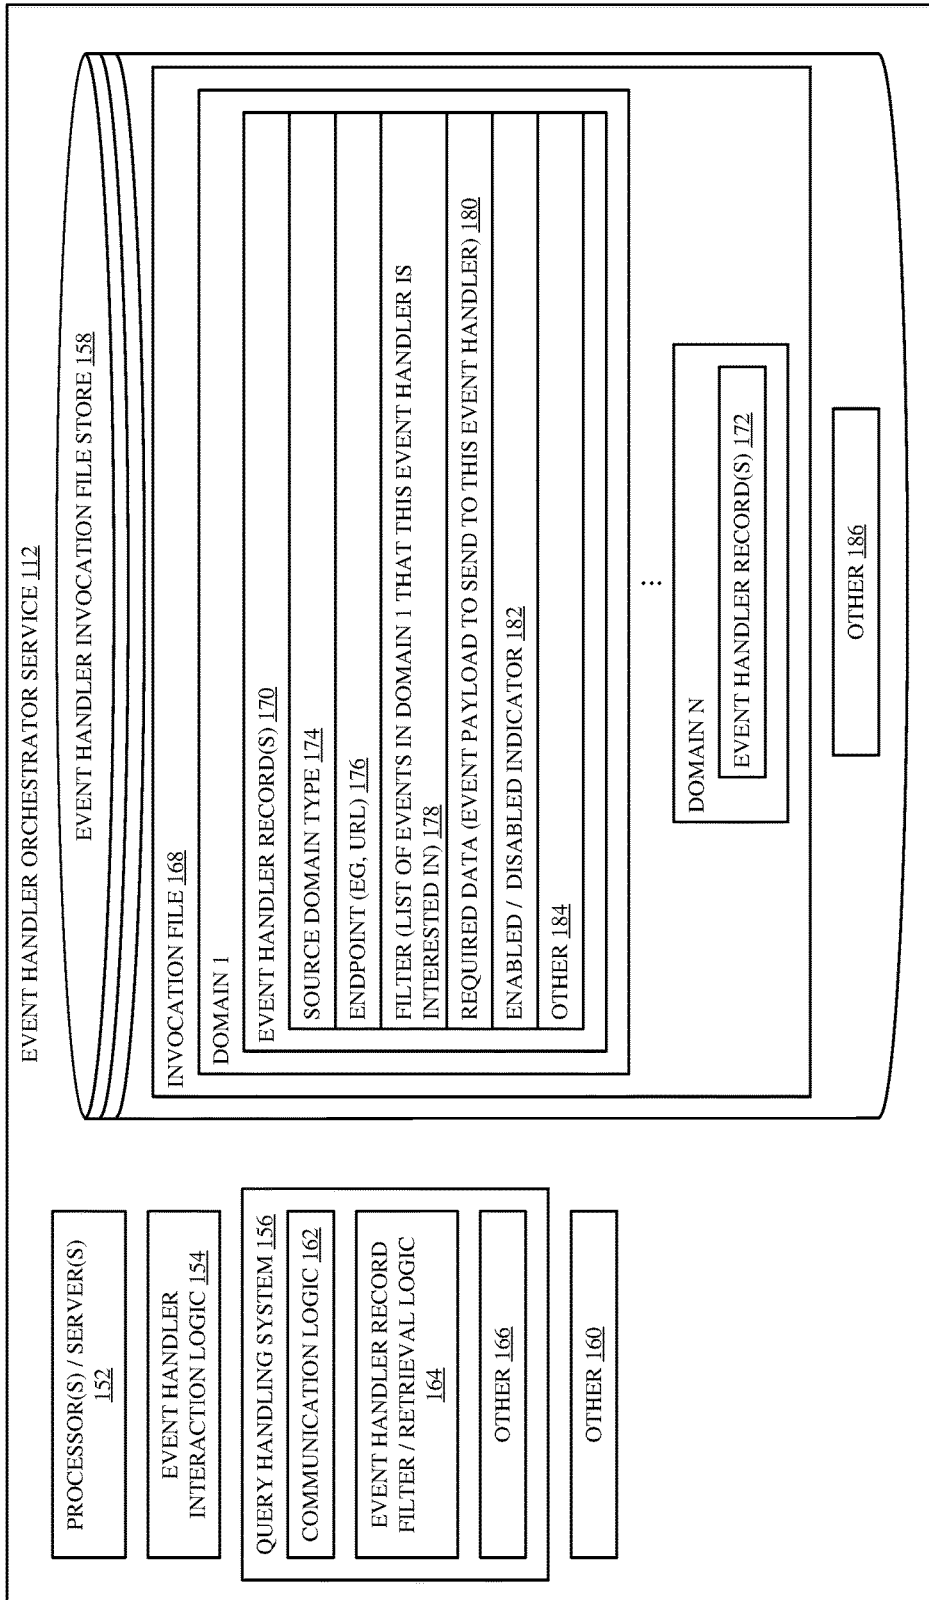 EVENT HANDLER ORCHESTRATOR SERVICE 112
PROCESSOR(S) / SERVER(S)
152
EVENT HANDLER
INTERACTION LOGIC 154
QUERY HANDLING SYSTEM 156
COMMUNICATION LOGIC 162
EVENT HANDLER RECORD
FILTER / RETRIEVAL LOGIC
164
OTHER 166
OTHER 160
EVENT HANDLER INVOCATION FILE STORE 158
INVOCATION FILE 168
DOMAIN 1
EVENT HANDLER RECORD(S) 170
SOURCE DOMAIN TYPE 174
ENDPOINT (EG, URL) 176
FILTER (LIST OF EVENTS IN DOMAIN 1 THAT THIS EVENT HANDLER IS
INTERESTED IN) 178
REQUIRED DATA (EVENT PAYLOAD TO SEND TO THIS EVENT HANDLER) 180
ENABLED / DISABLED INDICATOR 182
OTHER 184
...
DOMAIN N
EVENT HANDLER RECORD(S) 172
OTHER 186